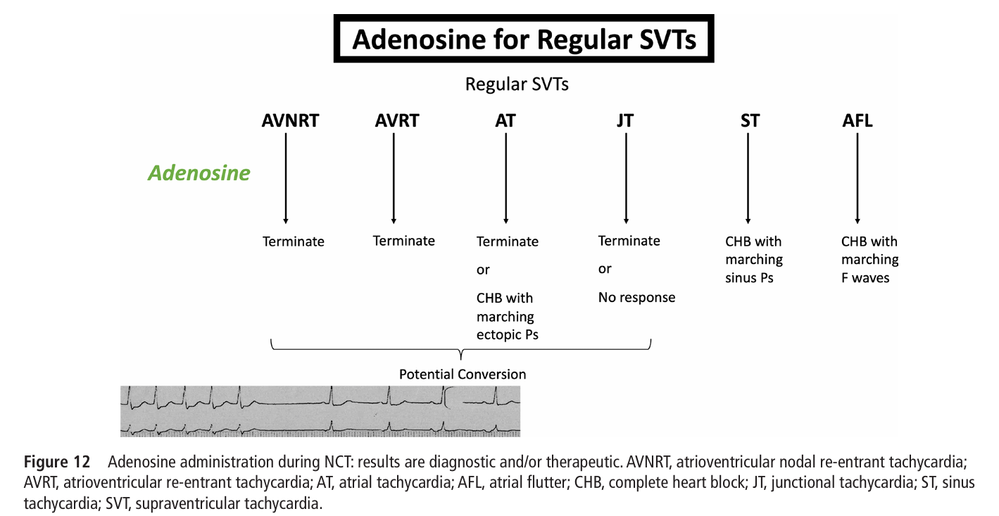 Adenosine for Regular SVTs
Regular SVTs
AVNRT AVRT AT JT ST AFL
Adenosine
Terminate
Terminate
Terminate
or
CHB with
marching
ectopic Ps
Terminate
or
No response
CHB with
marching
sinus Ps
CHB with
marching
F waves
Potential Conversion
Figure 12 Adenosine administration during NCT: results are diagnostic and/or therapeutic. AVNRT, atrioventricular nodal re-entrant tachycardia;
AVRT, atrioventricular re-entrant tachycardia; AT, atrial tachycardia; AFL, atrial flutter; CHB, complete heart block; JT, junctional tachycardia; ST, sinus
tachycardia; SVT, supraventricular tachycardia.